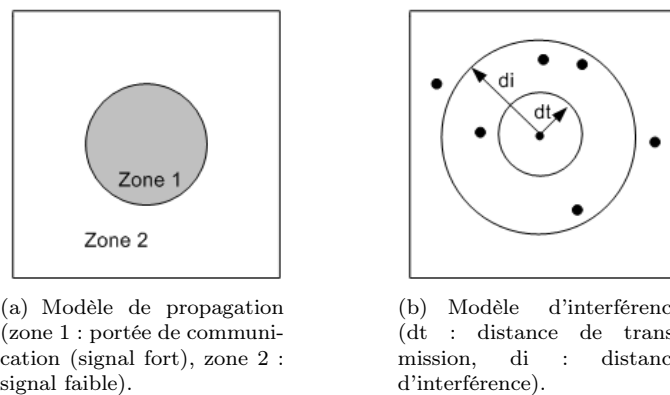 Zone 1
Zone 2
di
dt
(a) Modèle de propagation
(zone 1 : portée de communi-
cation (signal fort), zone 2 :
signal faible).
(b) Modèle d'interférenc
(dt : distance de trans
mission, di : distanc
d'interférence).